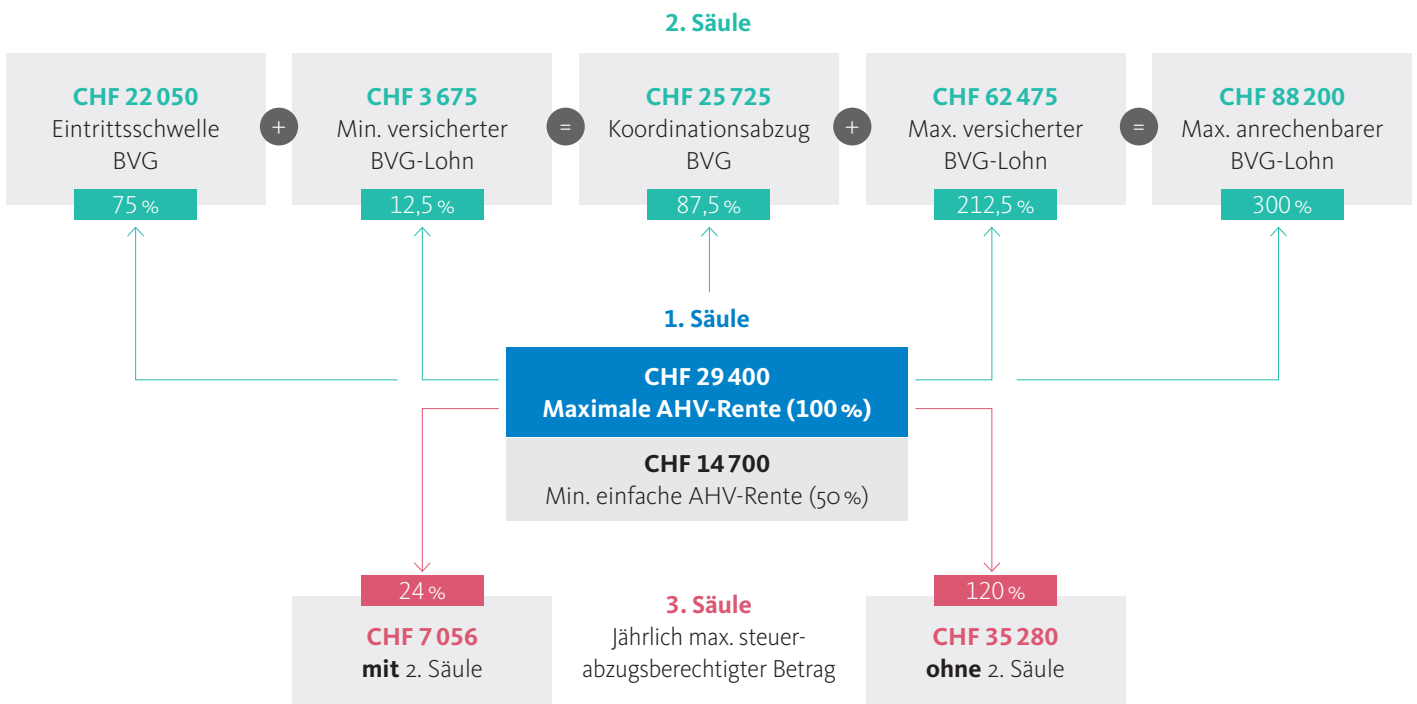 2. Säule
CHF 22 050
Eintrittsschwelle
BVG
75 %
+
CHF 3 675
Min. versicherter
BVG-Lohn
12,5 %
=
CHF 25 725
Koordinationsabzug
BVG
87,5 %
+
CHF 62 475
Max. versicherter
BVG-Lohn
212,5 %
=
CHF 88 200
Max. anrechenbarer
BVG-Lohn
300 %
1. Säule
CHF 29 400
Maximale AHV-Rente (100 %)
CHF 14 700
Min. einfache AHV-Rente (50 %)
24 %
CHF 7 056
mit 2. Säule
3. Säule
Jährlich max. steuer-
abzugsberechtigter Betrag
120 %
CHF 35 280
ohne 2. Säule